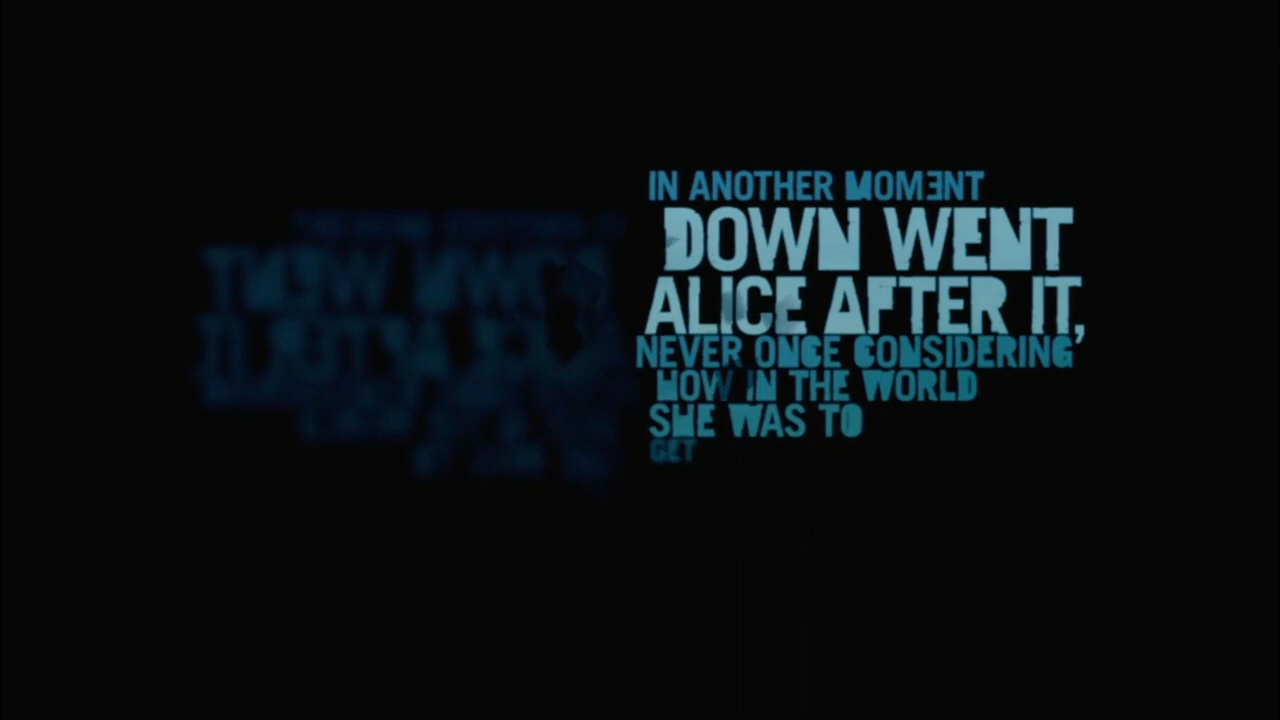 IN ANOTHER MOMENT
DOWN WENT
ALICE AFTER IT,
NEVER ONCE CONSIDERING
HOW IN THE WORLD
SHE WAS TO
GET